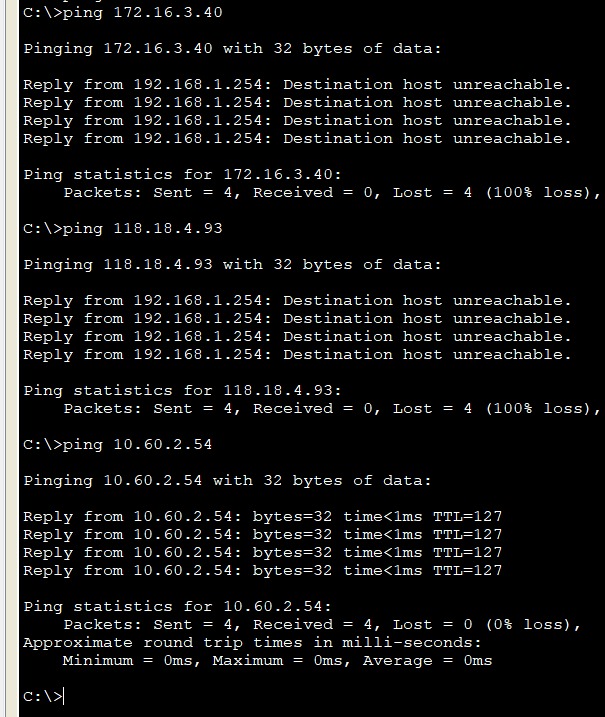 C:\>ping 172.16.3.40
Pinging 172.16.3.40 with 32 bytes of data:
Reply from 192.168.1.254: Destination host unreachable.
Reply from 192.168.1.254: Destination host unreachable.
Reply from 192.168.1.254: Destination host unreachable.
Reply from 192.168.1.254: Destination host unreachable.
Ping statistics for 172.16.3.40:
    Packets: Sent = 4, Received = 0, Lost = 4 (100% loss),
C:\>ping 118.18.4.93
Pinging 118.18.4.93 with 32 bytes of data:
Reply from 192.168.1.254: Destination host unreachable.
Reply from 192.168.1.254: Destination host unreachable.
Reply from 192.168.1.254: Destination host unreachable.
Reply from 192.168.1.254: Destination host unreachable.
Ping statistics for 118.18.4.93:
    Packets: Sent = 4, Received = 0, Lost = 4 (100% loss),
C:\>ping 10.60.2.54
Pinging 10.60.2.54 with 32 bytes of data:
Reply from 10.60.2.54: bytes=32 time<1ms TTL=127
Reply from 10.60.2.54: bytes=32 time<1ms TTL=127
Reply from 10.60.2.54: bytes=32 time<1ms TTL=127
Reply from 10.60.2.54: bytes=32 time<1ms TTL=127
Ping statistics for 10.60.2.54:
    Packets: Sent = 4, Received = 4, Lost = 0 (0% loss),
Approximate round trip times in milli-seconds:
    Minimum = 0ms, Maximum = 0ms, Average = 0ms
C:\>